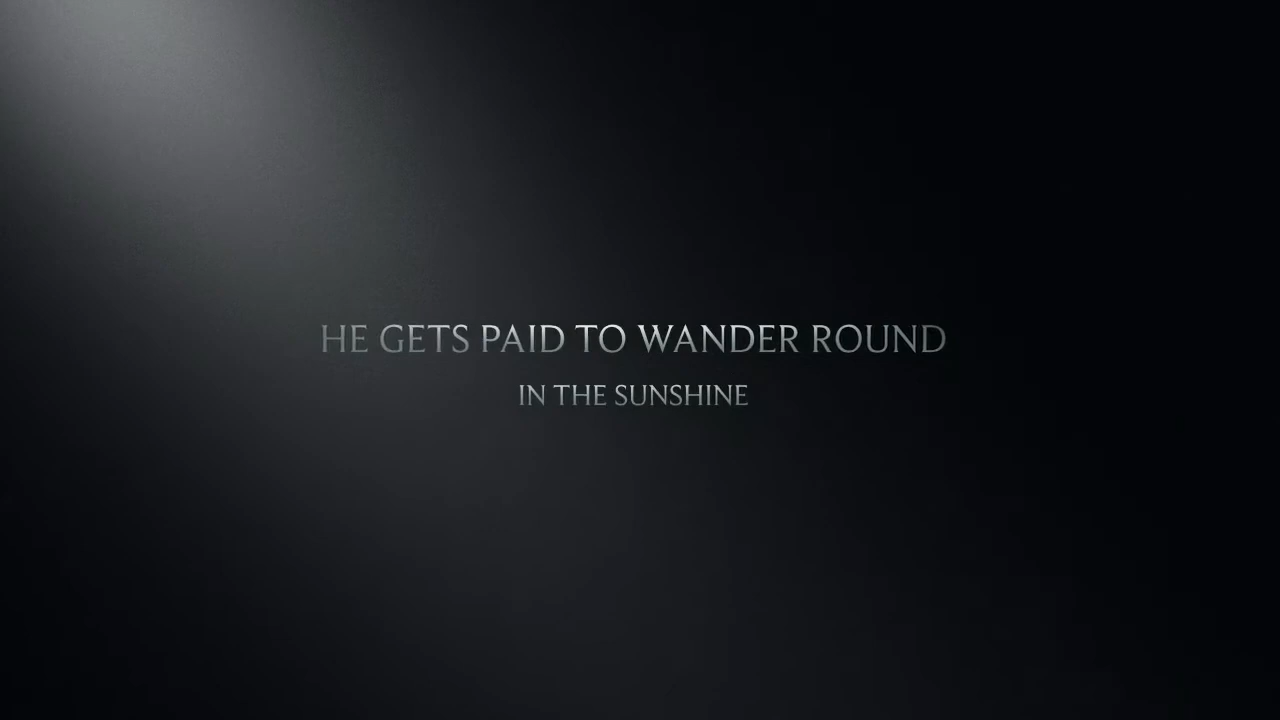 HE GETS PAID TO WANDER ROUND
IN THE SUNSHINE